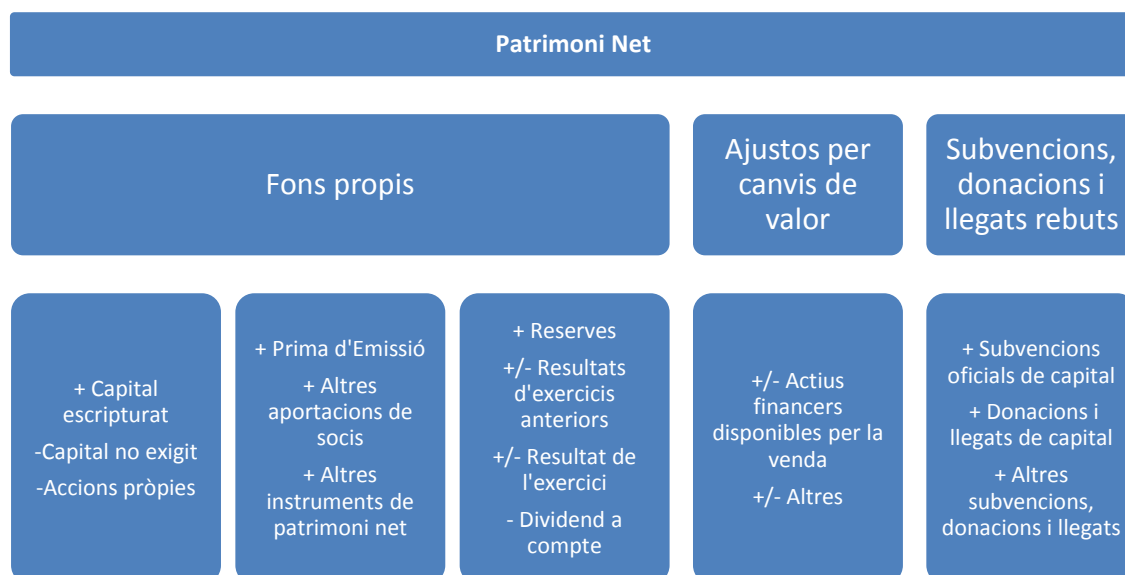 Patrimoni Net
Fons propis
Ajustos per
canvis de
valor
Subvencions,
donacions i
llegats rebuts
+ Capital
escripturat
-Capital no exigit
-Accions pròpies
+ Prima d'Emissió
+ Altres
aportacions de
socis
+ Altres
instruments de
patrimoni net
+ Reserves
+/- Resultats
d'exercicis
anteriors
+/- Resultat de
l'exercici
- Dividend a
compte
+/- Actius
financers
disponibles per la
venda
+/- Altres
+ Subvencions
oficials de capital
+ Donacions i
llegats de capital
+ Altres
subvencions,
donacions i llegats